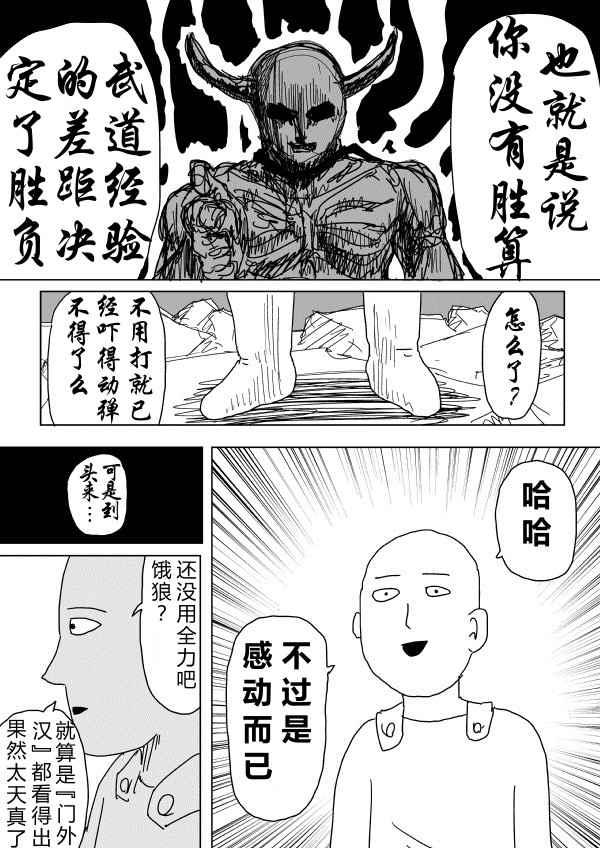 也就是说
你没有胜算
武道经验
的差距决
定了胜负
怎么了？
不用打就已
经吓得动弹
不得了么
哈哈
不过是
感动而已
可是到
头来…
还没用全力吧
饿狼？
就算是『门外
汉』都看得出
果然太天真了